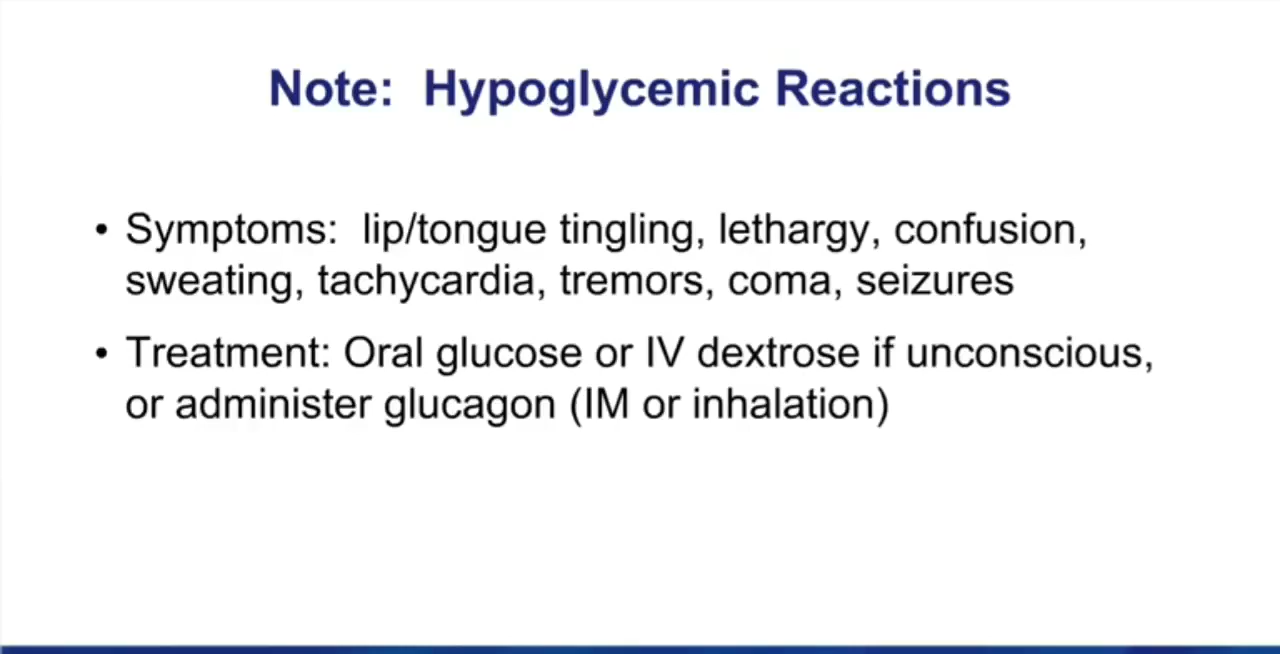 Note:  Hypoglycemic Reactions
• Symptoms:  lip/tongue tingling, lethargy, confusion,
sweating, tachycardia, tremors, coma, seizures
• Treatment: Oral glucose or IV dextrose if unconscious,
or administer glucagon (IM or inhalation)